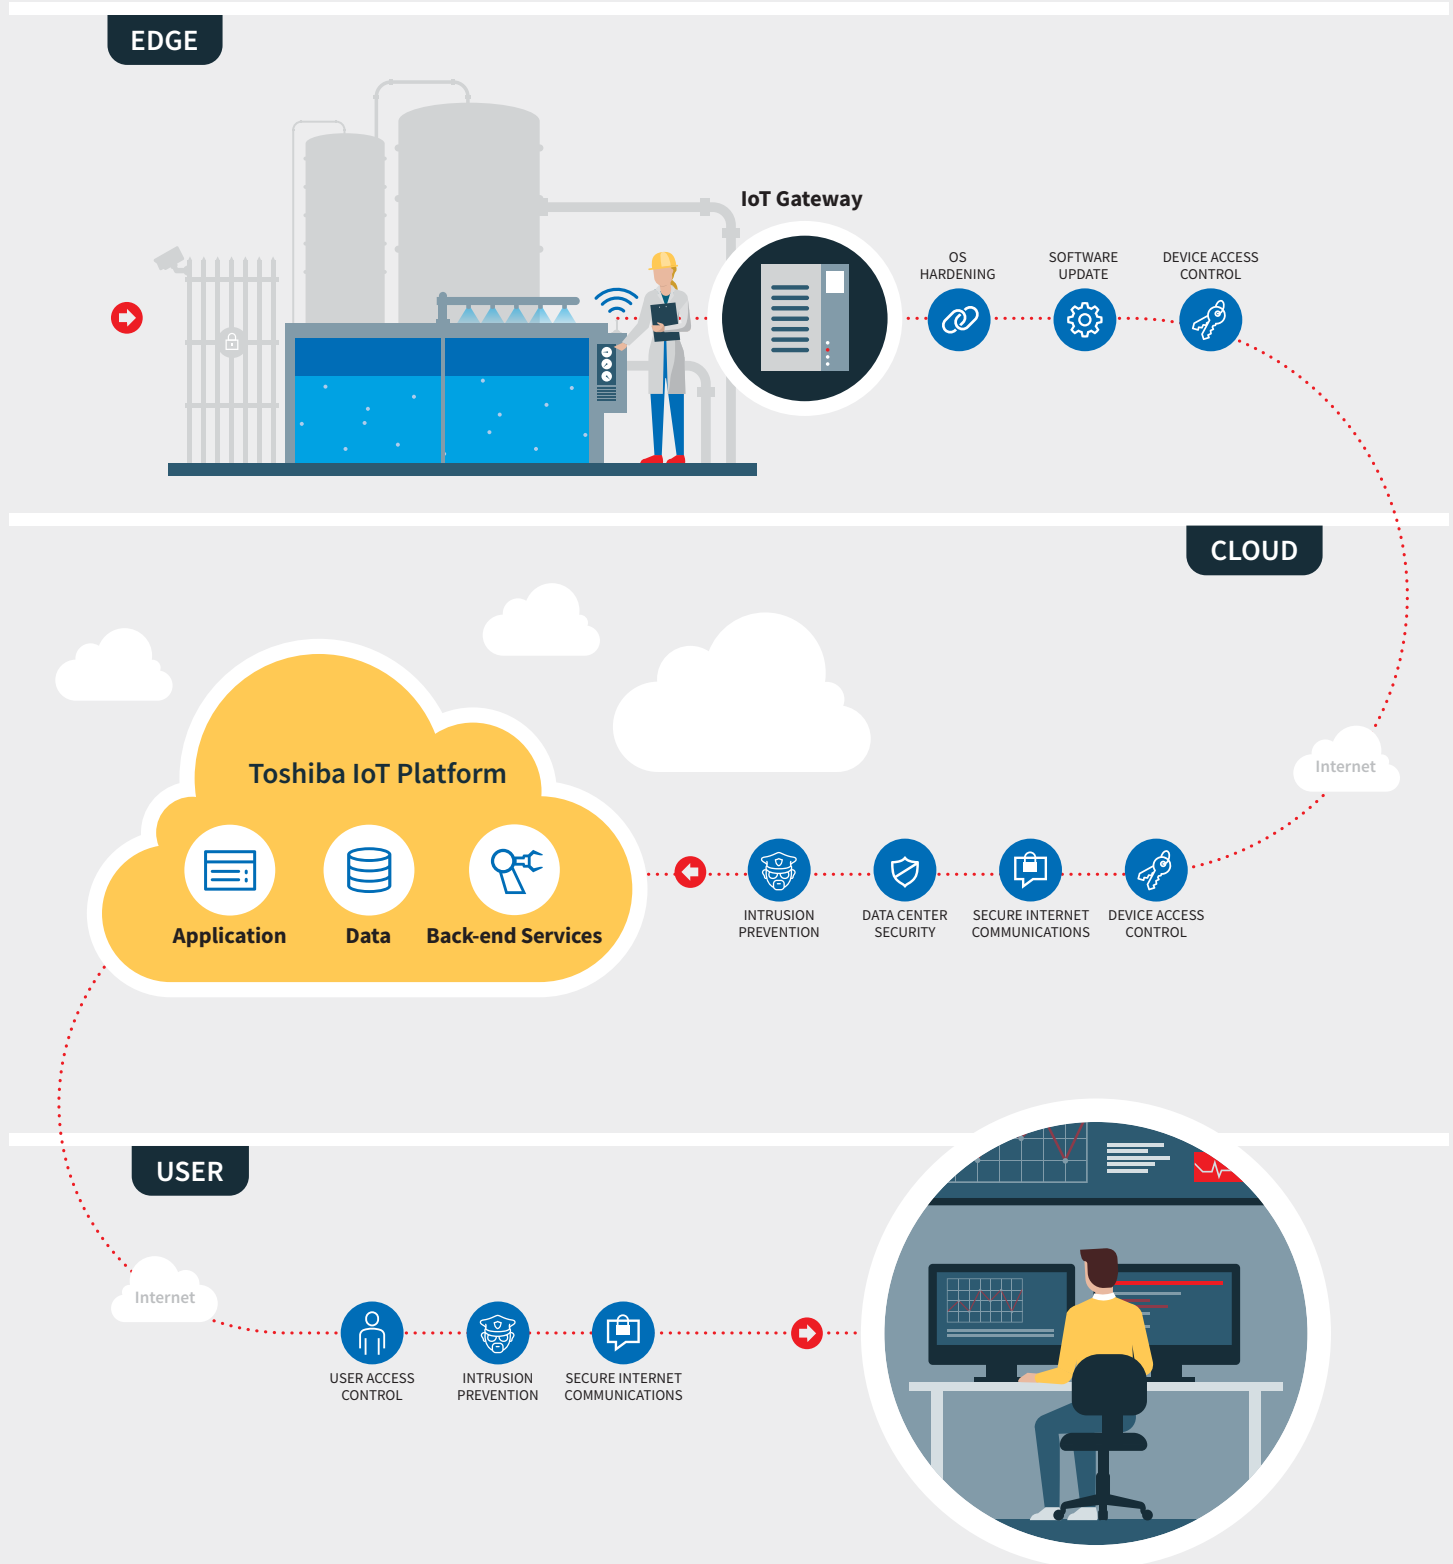 EDGE
IoT Gateway
OS
HARDENING
SOFTWARE
UPDATE
DEVICE ACCESS
CONTROL
CLOUD
Internet
Toshiba IoT Platform
Application
Data
Back-end Services
INTRUSION
PREVENTION
DATA CENTER
SECURITY
SECURE INTERNET
COMMUNICATIONS
DEVICE ACCESS
CONTROL
USER
Internet
USER ACCESS
CONTROL
INTRUSION
PREVENTION
SECURE INTERNET
COMMUNICATIONS